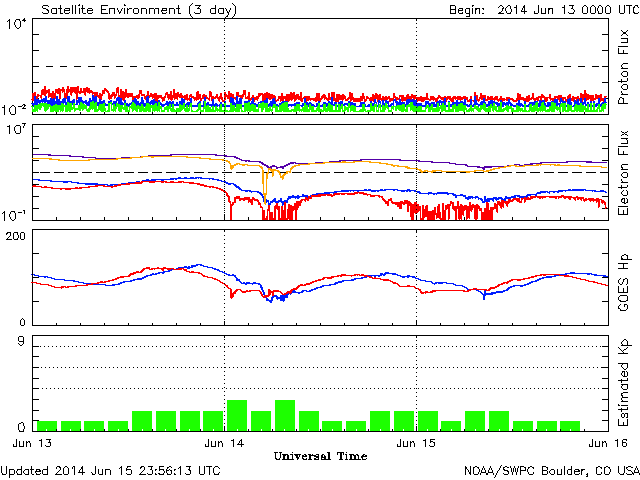 Satellite Environment (3 day) Begin: 2014 Jun 13 0000 UTC
10⁴
Proton Flux
10⁻²
10⁷
Electron Flux
10⁻¹
200
GOES Hp
0
9
Estimated Kp
0
Jun 13 Jun 14 Jun 15 Jun 16
Universal Time
Updated 2014 Jun 15 23:56:13 UTC NOAA/SWPC Boulder, CO USA